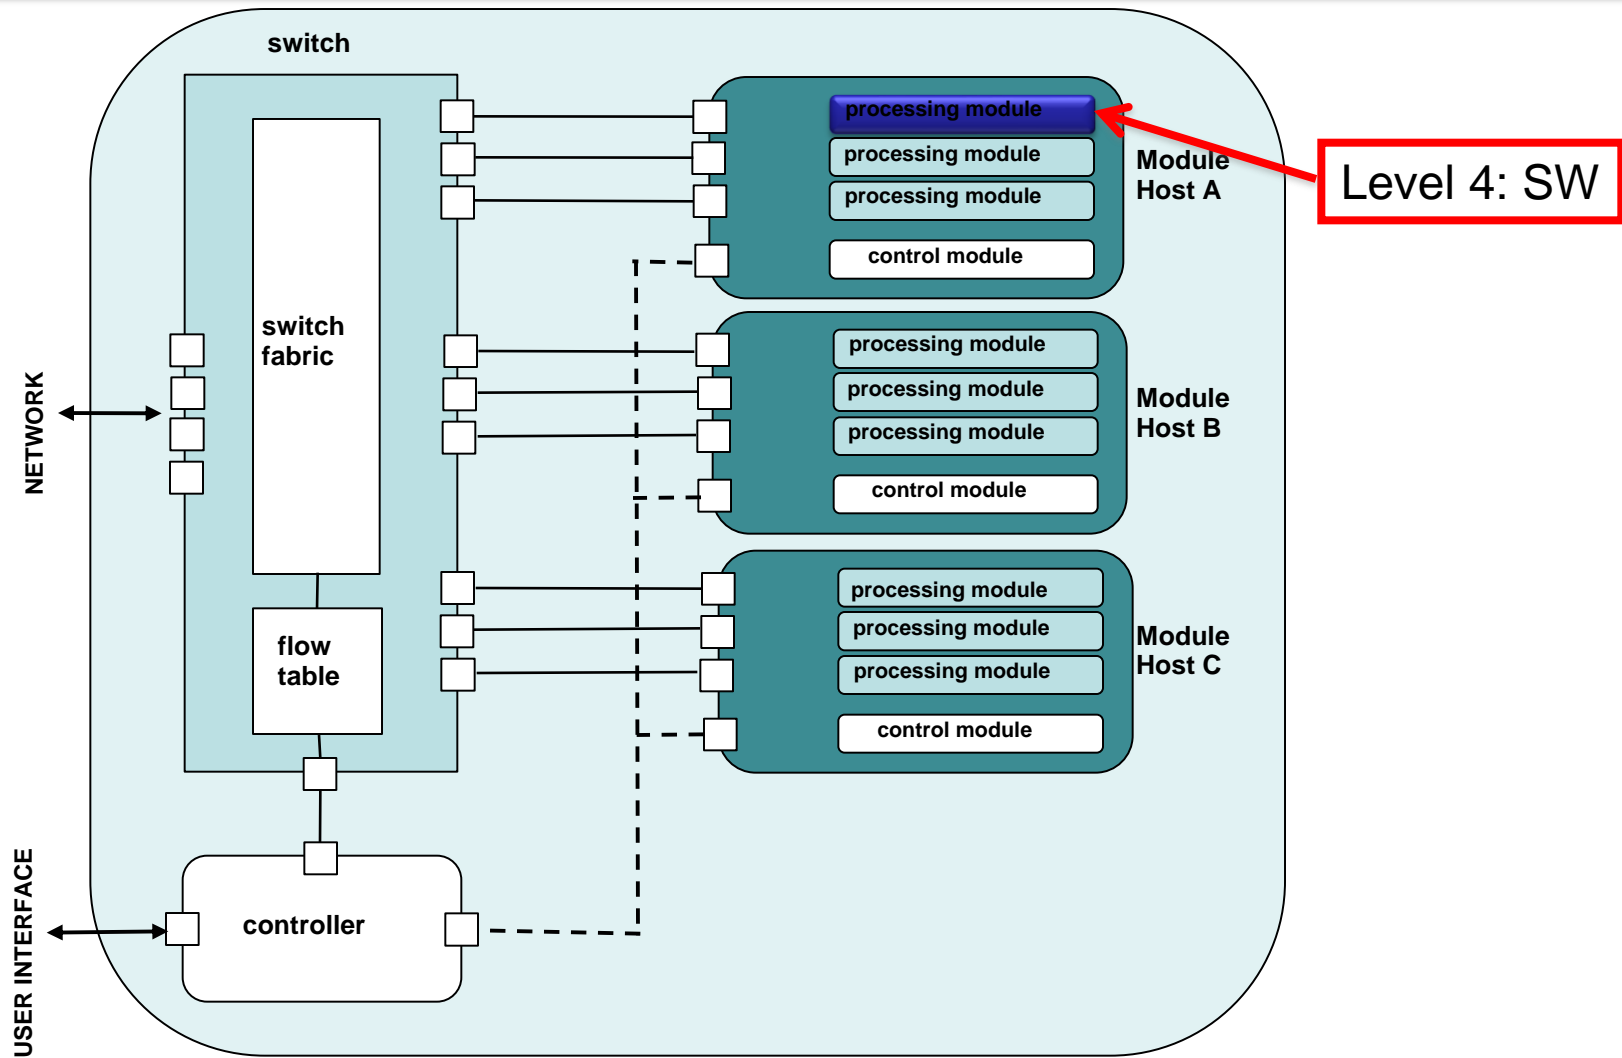 switch
processing module
processing module
processing module
control module
Module
Host A
Level 4: SW
switch
fabric
processing module
processing module
processing module
control module
Module
Host B
NETWORK
flow
table
processing module
processing module
processing module
control module
Module
Host C
controller
USER INTERFACE